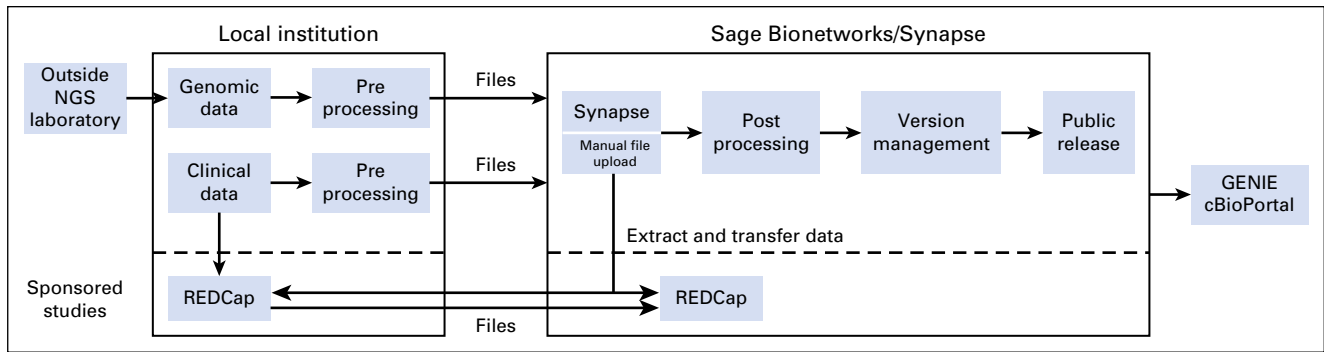 Local institution
Sage Bionetworks/Synapse
Outside
NGS
laboratory
Genomic
data
Pre
processing
Files
Synapse
Manual file
upload
Post
processing
Version
management
Public
release
Clinical
data
Pre
processing
Files
GENIE
cBioPortal
Extract and transfer data
Sponsored
studies
REDCap
REDCap
Files